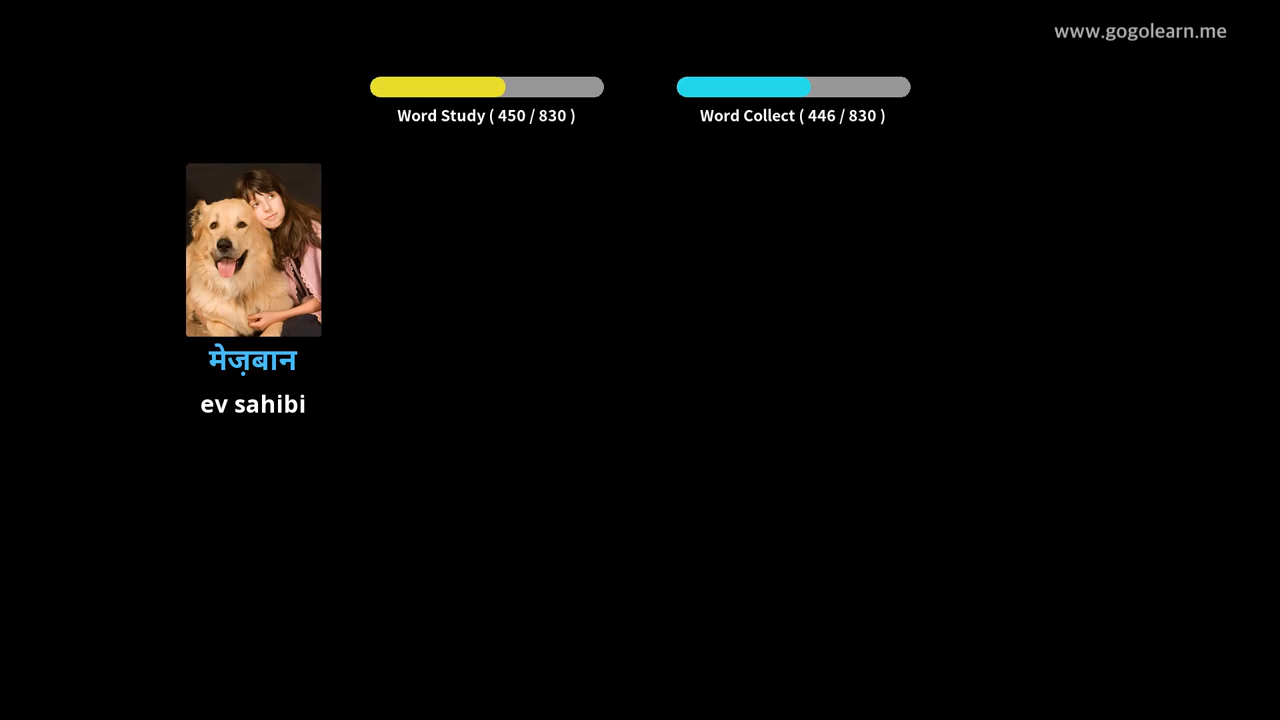 www.gogolearn.me
Word Study ( 450 / 830 )
Word Collect ( 446 / 830 )
मेज़बान
ev sahibi